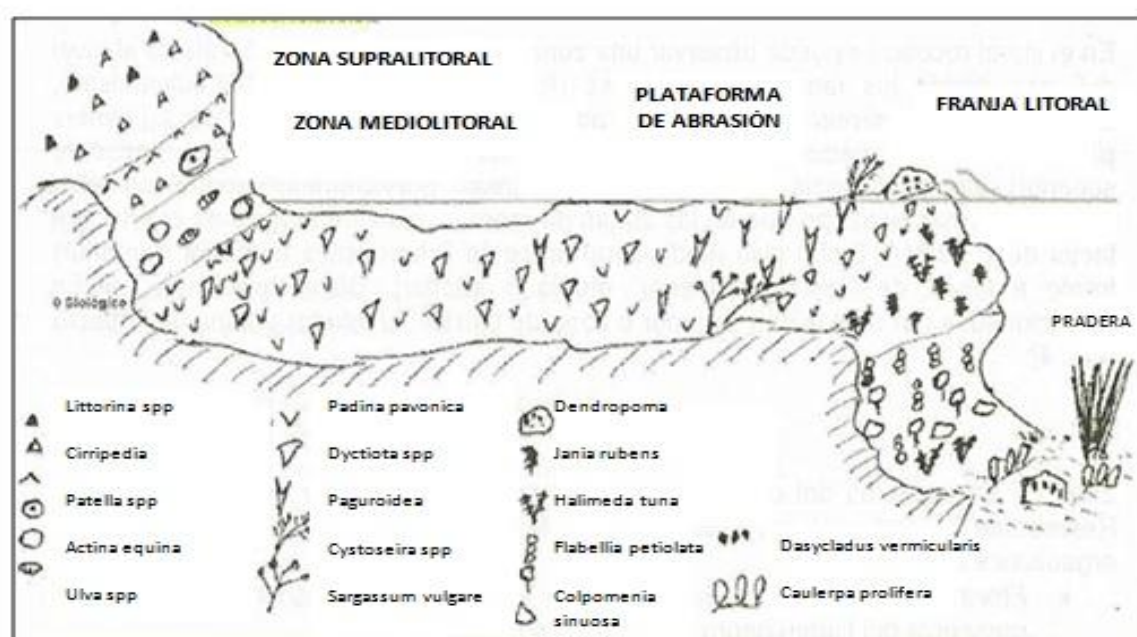 ZONA SUPRALITORAL
ZONA MEDIOLITORAL
PLATAFORMA
DE ABRASIÓN
FRANJA LITORAL
0 Biológico
PRADERA
Littorina spp
Cirripedia
Patella spp
Actina equina
Ulva spp
Padina pavonica
Dyctiota spp
Paguroidea
Cystoseira spp
Sargassum vulgare
Dendropoma
Jania rubens
Halimeda tuna
Flabellia petiolata
Colpomenia
sinuosa
Dasycladus vermicularis
Caulerpa prolifera